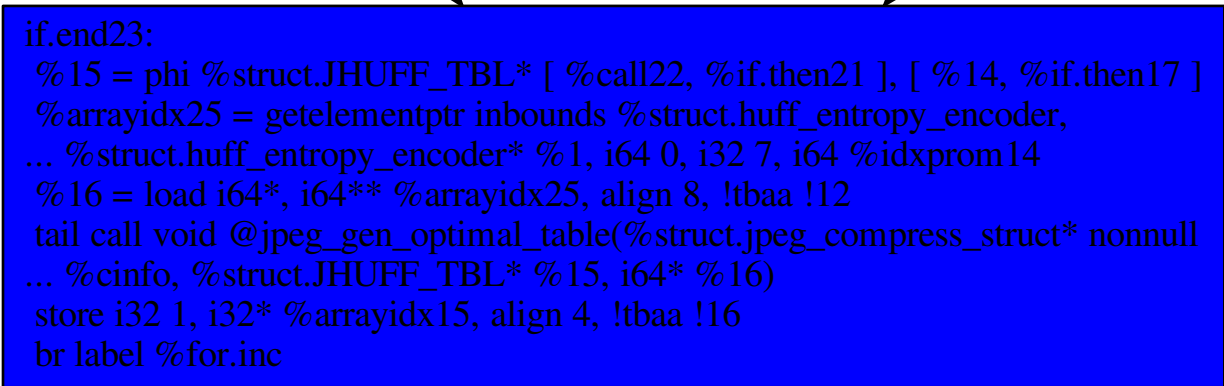 if.end23:
%15 = phi %struct.JHUFF_TBL* [ %call22, %if.then21 ], [ %14, %if.then17 ]
%arrayidx25 = getelementptr inbounds %struct.huff_entropy_encoder,
... %struct.huff_entropy_encoder* %1, i64 0, i32 7, i64 %idxprom14
%16 = load i64*, i64** %arrayidx25, align 8, !tbaa !12
tail call void @jpeg_gen_optimal_table(%struct.jpeg_compress_struct* nonnull
... %cinfo, %struct.JHUFF_TBL* %15, i64* %16)
store i32 1, i32* %arrayidx15, align 4, !tbaa !16
br label %for.inc